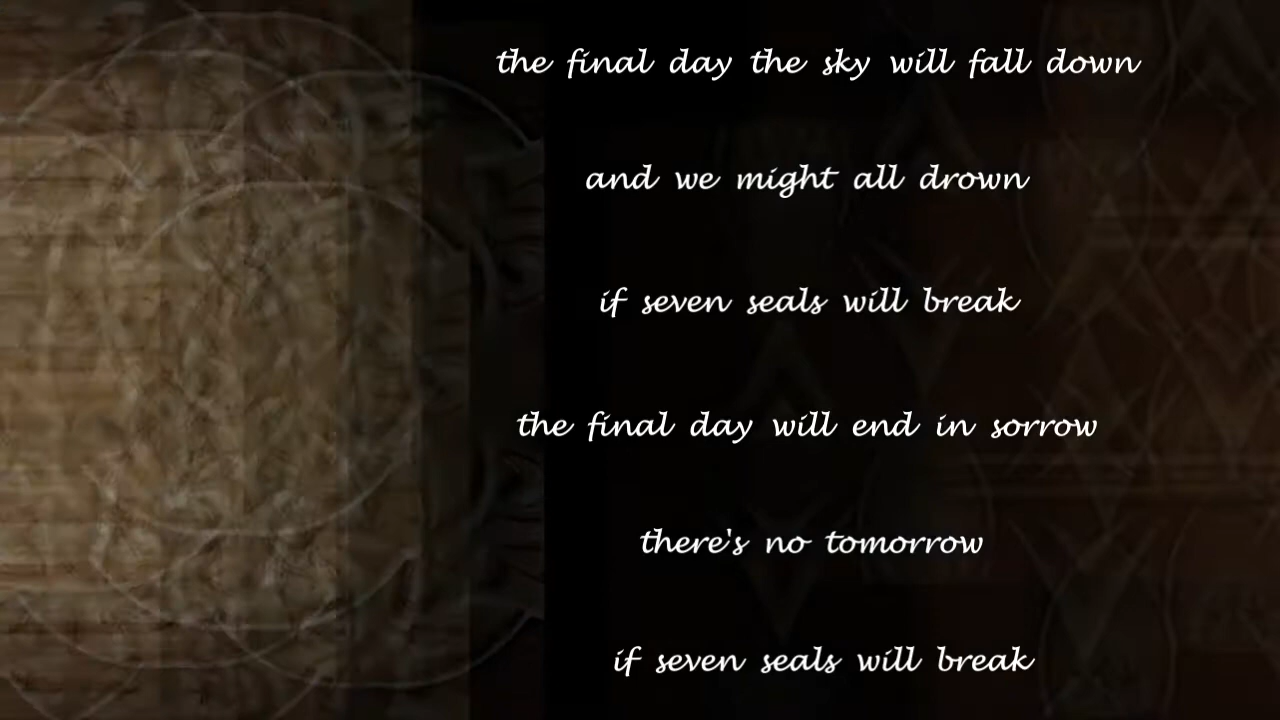 the final day the sky will fall down
and we might all drown
if seven seals will break
the final day will end in sorrow
there's no tomorrow
if seven seals will break